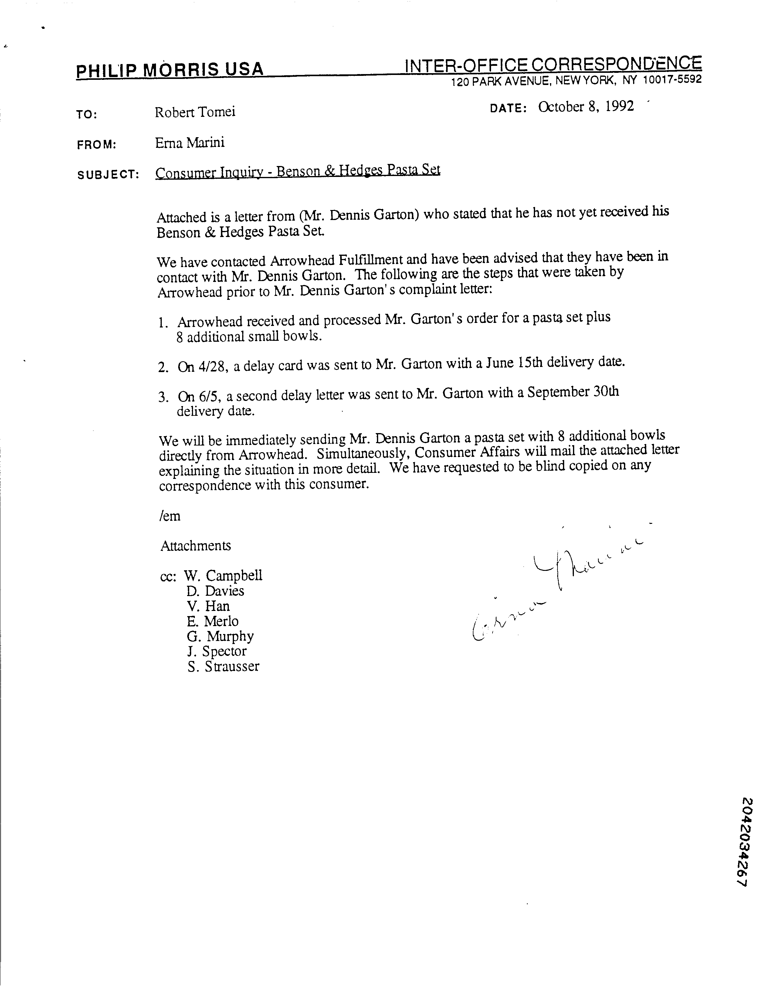 PHILIP MORRIS USA INTER-OFFICE CORRESPONDENCE
120 PARK AVENUE, NEW YORK, NY 10017-5592
TO: Robert Tomei DATE: October 8, 1992
FROM: Erna Marini
SUBJECT: Consumer Inquiry - Benson & Hedges Pasta Set
Attached is a letter from (Mr. Dennis Garton) who stated that he has not yet received his
Benson & Hedges Pasta Set.
We have contacted Arrowhead Fulfillment and have been advised that they have been in
contact with Mr. Dennis Garton. The following are the steps that were taken by
Arrowhead prior to Mr. Dennis Garton's complaint letter:
1. Arrowhead received and processed Mr. Garton's order for a pasta set plus
8 additional small bowls.
2. On 4/28, a delay card was sent to Mr. Garton with a June 15th delivery date.
3. On 6/5, a second delay letter was sent to Mr. Garton with a September 30th
delivery date.
We will be immediately sending Mr. Dennis Garton a pasta set with 8 additional bowls
directly from Arrowhead. Simultaneously, Consumer Affairs will mail the attached letter
explaining the situation in more detail. We have requested to be blind copied on any
correspondence with this consumer.
/em
Attachments
cc: W. Campbell
D. Davies
V. Han
E. Merlo
G. Murphy
J. Spector
S. Strausser
Erna Marini
2042034267